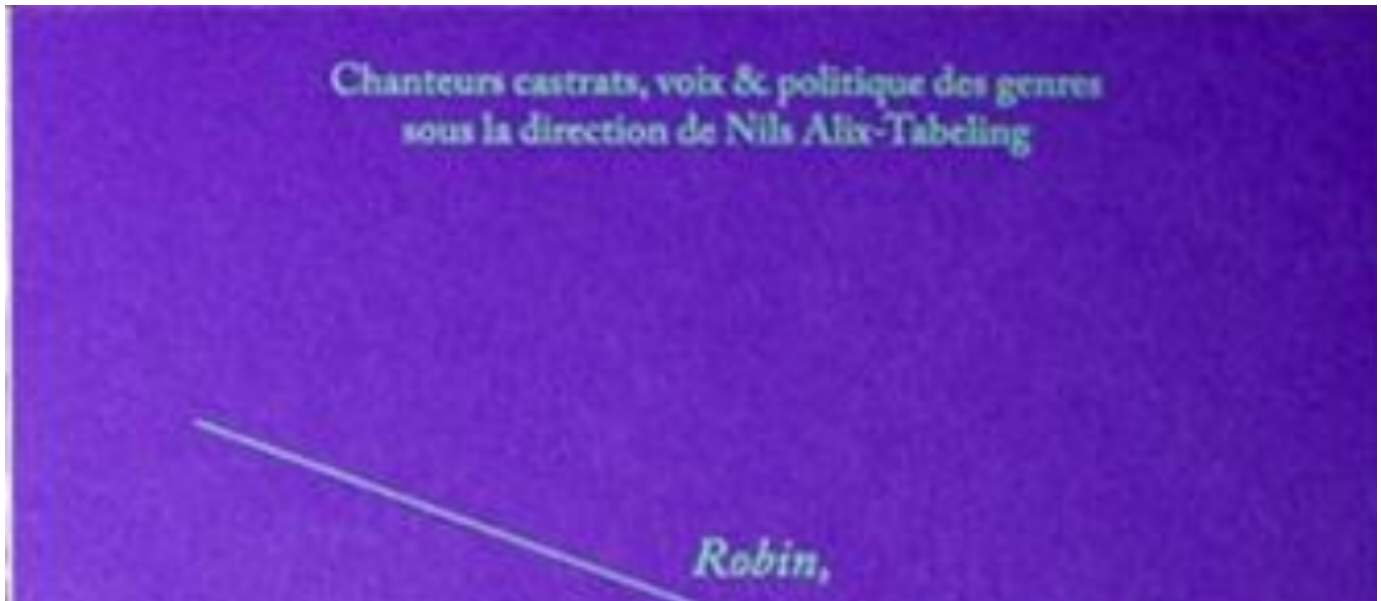 Chanteurs castrats, voix & politique des genres
sous la direction de Nils Alix-Tabeling
Robin,